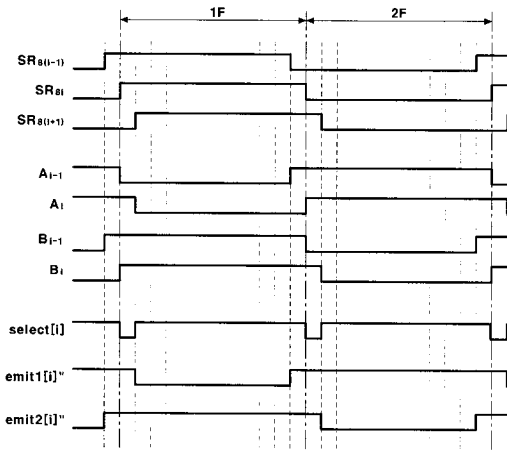 1F 2F
SR8(i-1)
SR8i
SR8(i+1)
Ai-1
Ai
Bi-1
Bi
select[i]
emit1[i]"
emit2[i]"